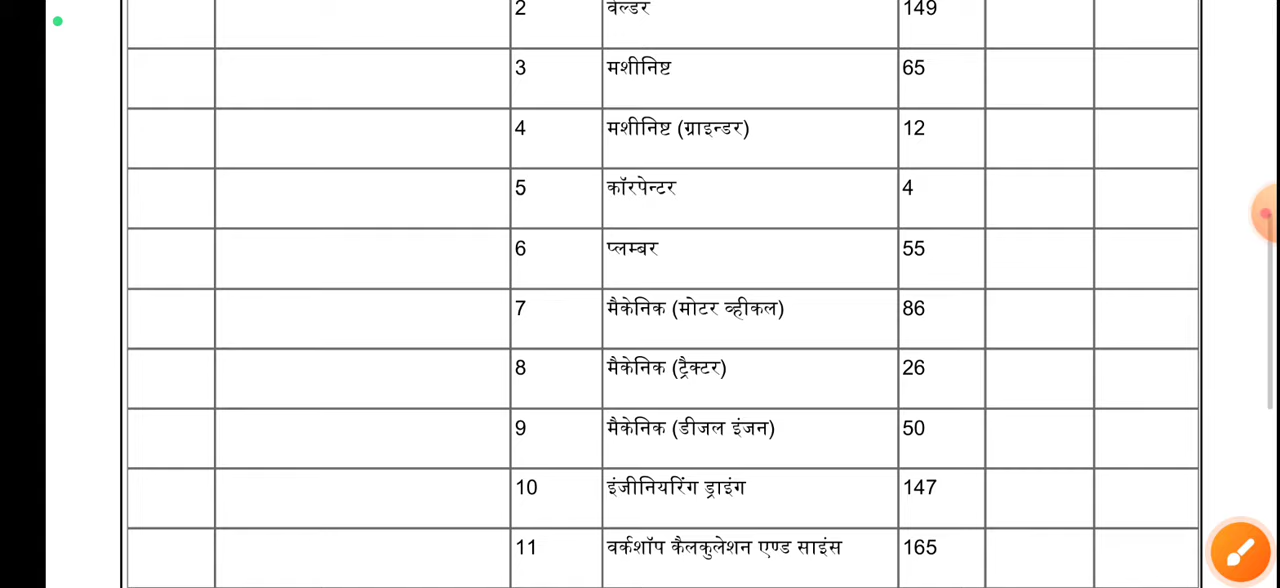 2 वेल्डर 149
3 मशीनिष्ट 65
4 मशीनिष्ट (ग्राइन्डर) 12
5 कॉरपेन्टर 4
6 प्लम्बर 55
7 मैकेनिक (मोटर व्हीकल) 86
8 मैकेनिक (ट्रैक्टर) 26
9 मैकेनिक (डीजल इंजन) 50
10 इंजीनियरिंग ड्राइंग 147
11 वर्कशॉप कैलकुलेशन एण्ड साइंस 165